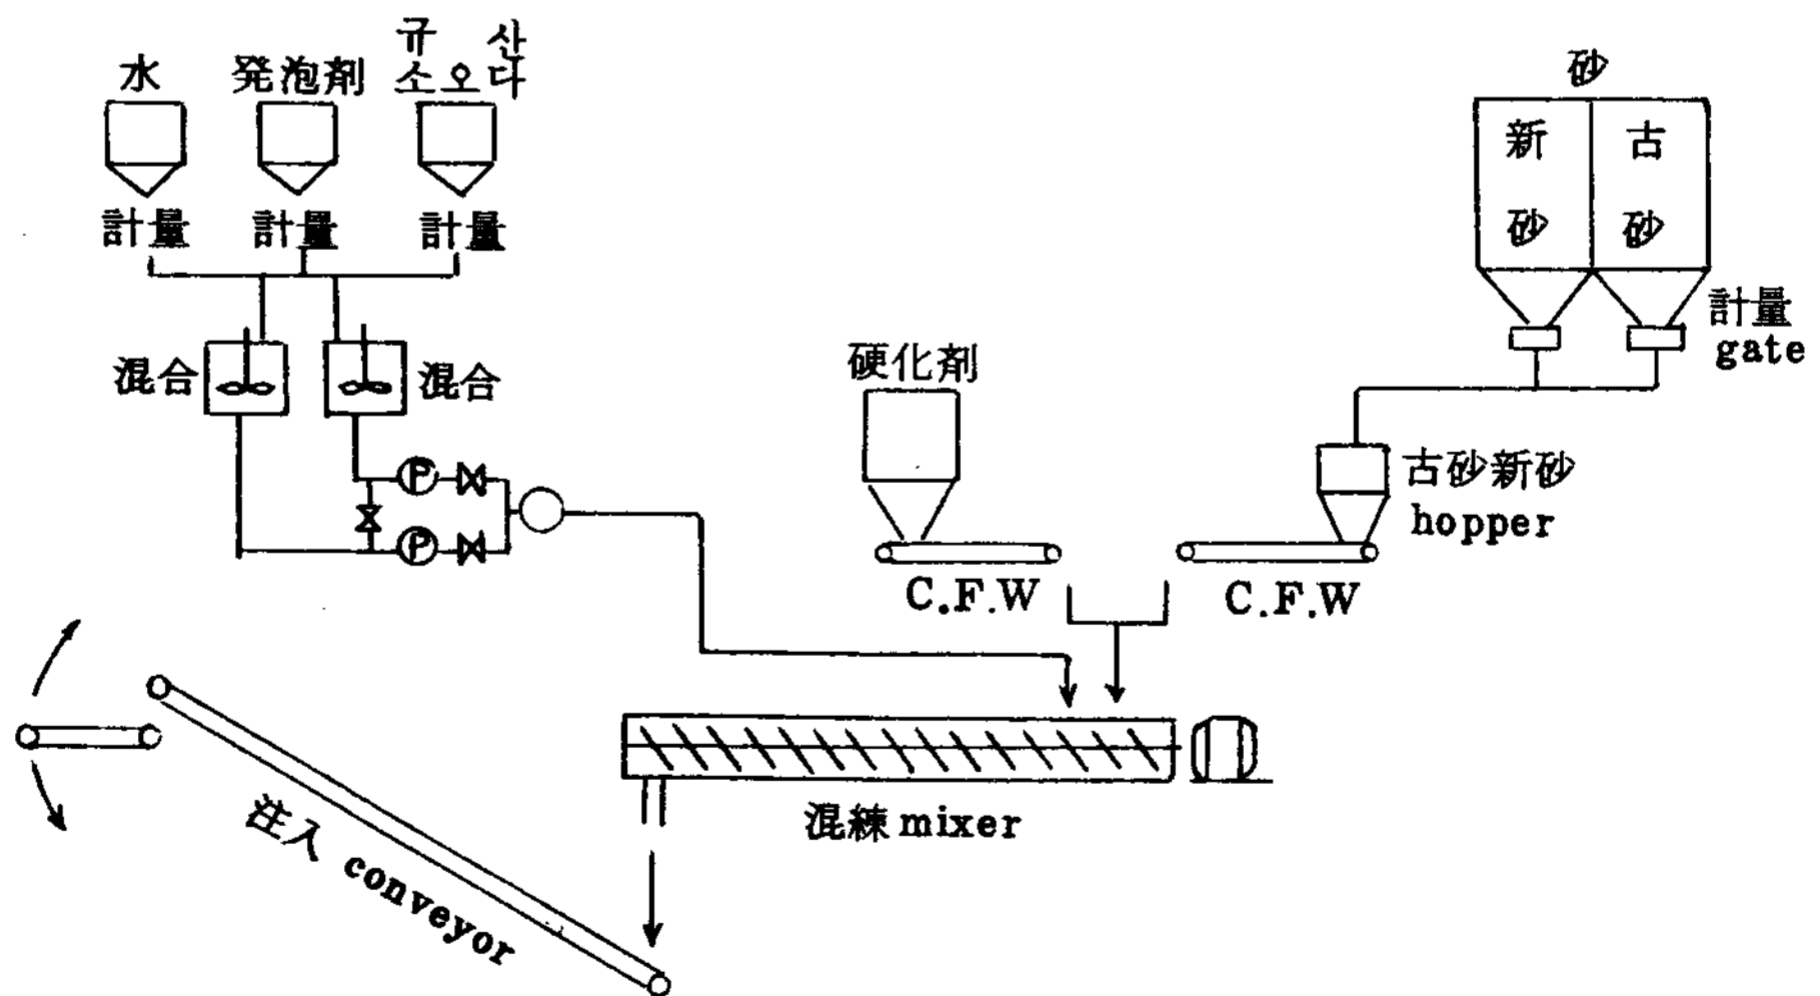 水
発泡剤
규 산
소오다
計量
計量
計量
混合
混合
P
P
硬化剤
C.F.W
砂
新砂
古砂
計量
gate
古砂新砂
hopper
C.F.W
混練 mixer
注入 conveyor